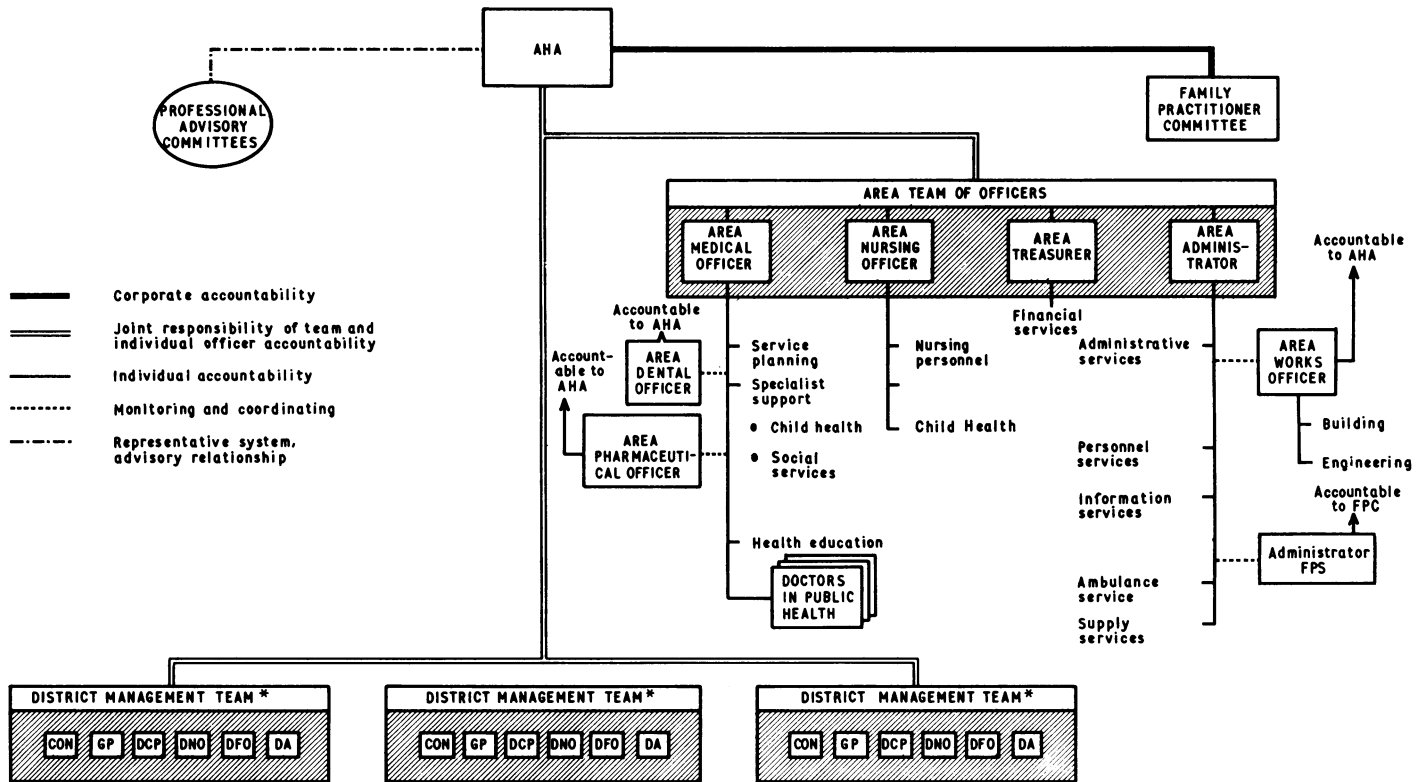 AHA
PROFESSIONAL
ADVISORY
COMMITTEES
FAMILY
PRACTITIONER
COMMITTEE
AREA TEAM OF OFFICERS
AREA
MEDICAL
OFFICER
AREA
NURSING
OFFICER
AREA
TREASURER
AREA
ADMINIS-
TRATOR
Accountable
to AHA
Corporate accountability
Joint responsibility of team and
individual officer accountability
Individual accountability
Monitoring and coordinating
Representative system,
advisory relationship
Accountable
to AHA
AREA
DENTAL
OFFICER
Account-
able to
AHA
AREA
PHARMACEUTI-
CAL OFFICER
Service
planning
Specialist
support
• Child health
• Social
services
Health education
DOCTORS
IN PUBLIC
HEALTH
Nursing
personnel
Child Health
Financial
services
Administrative
services
Personnel
services
Information
services
Ambulance
service
Supply
services
AREA
WORKS
OFFICER
Building
Engineering
Accountable
to FPC
Administrator
FPS
DISTRICT MANAGEMENT TEAM*
CON GP DCP DNO DFO DA
DISTRICT MANAGEMENT TEAM*
CON GP DCP DNO DFO DA
DISTRICT MANAGEMENT TEAM*
CON GP DCP DNO DFO DA